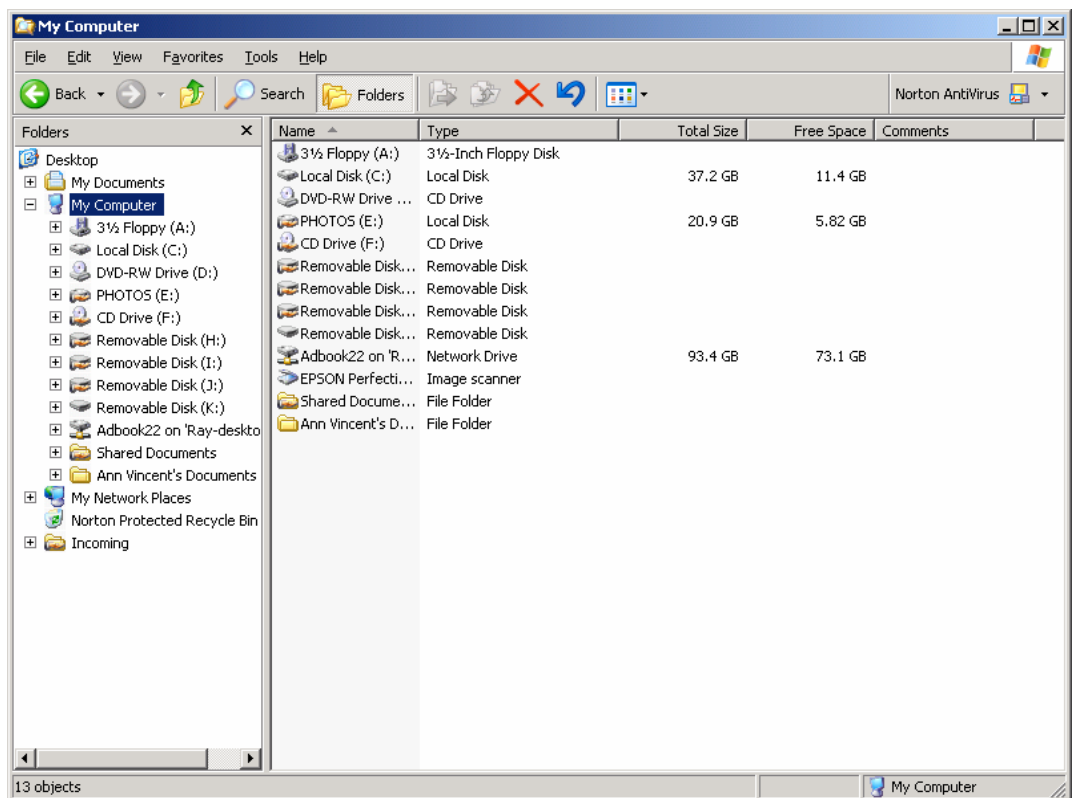 My Computer
File Edit View Favorites Tools Help
Back Search Folders Norton AntiVirus
Folders
Desktop
My Documents
My Computer
3½ Floppy (A:)
Local Disk (C:)
DVD-RW Drive (D:)
PHOTOS (E:)
CD Drive (F:)
Removable Disk (H:)
Removable Disk (I:)
Removable Disk (J:)
Removable Disk (K:)
Adbook22 on 'Ray-deskto
Shared Documents
Ann Vincent's Documents
My Network Places
Norton Protected Recycle Bin
Incoming
Name Type Total Size Free Space Comments
3½ Floppy (A:) 3½-Inch Floppy Disk
Local Disk (C:) Local Disk 37.2 GB 11.4 GB
DVD-RW Drive ... CD Drive
PHOTOS (E:) Local Disk 20.9 GB 5.82 GB
CD Drive (F:) CD Drive
Removable Disk... Removable Disk
Removable Disk... Removable Disk
Removable Disk... Removable Disk
Removable Disk... Removable Disk
Adbook22 on 'R... Network Drive 93.4 GB 73.1 GB
EPSON Perfecti... Image scanner
Shared Docume... File Folder
Ann Vincent's D... File Folder
13 objects My Computer